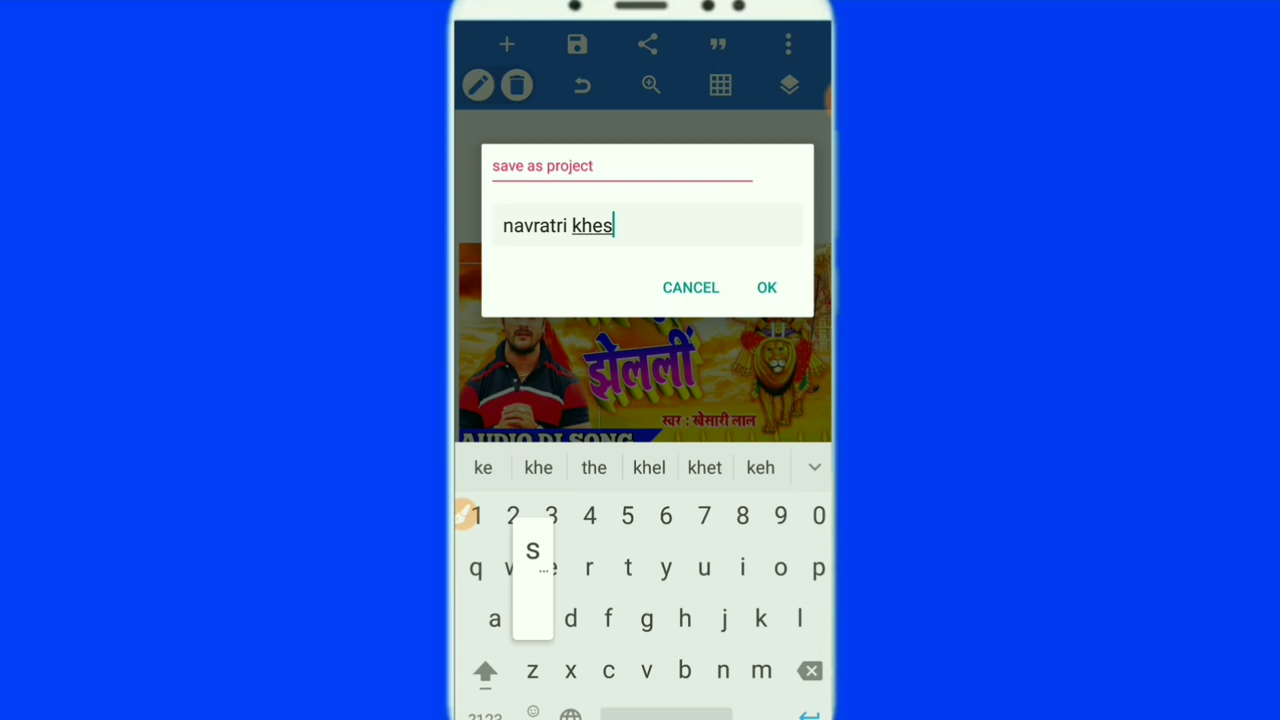 save as project
navratri khes
CANCEL OK
झेललीं
स्वर : खेसारी लाल
AUDIO DJ SONG
ke khe the khel khet keh
1 2 3 4 5 6 7 8 9 0
S
q w e r t y u i o p
a d f g h j k l
z x c v b n m
?123